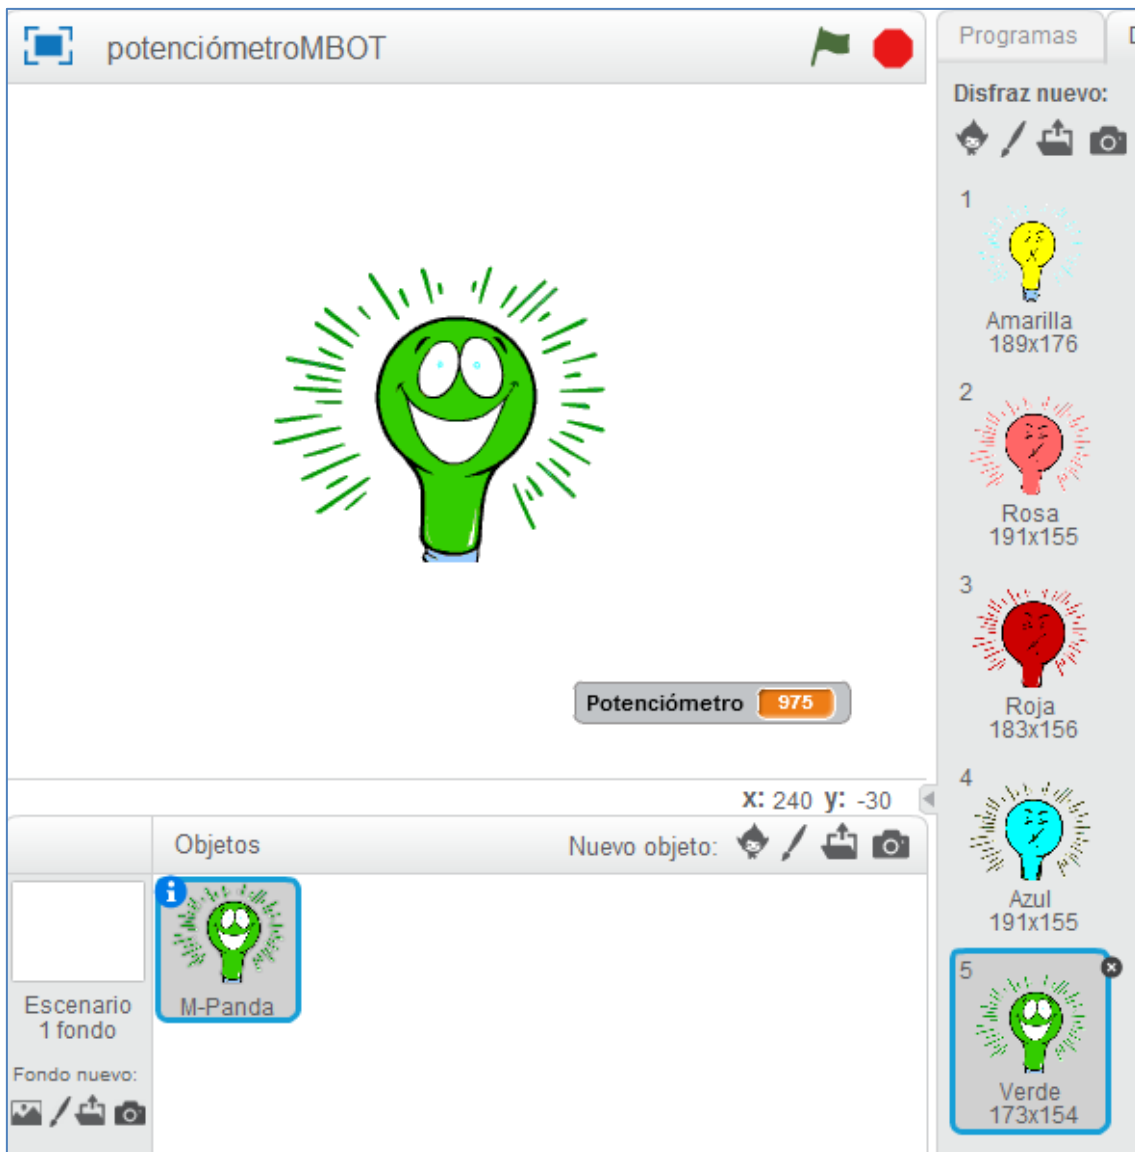 potenciómetroMBOT
Potenciómetro 975
x: 240 y: -30
Objetos
Nuevo objeto:
M-Panda
Escenario
1 fondo
Fondo nuevo:
Programas
D
Disfraz nuevo:
1
Amarilla
189x176
2
Rosa
191x155
3
Roja
183x156
4
Azul
191x155
5
Verde
173x154